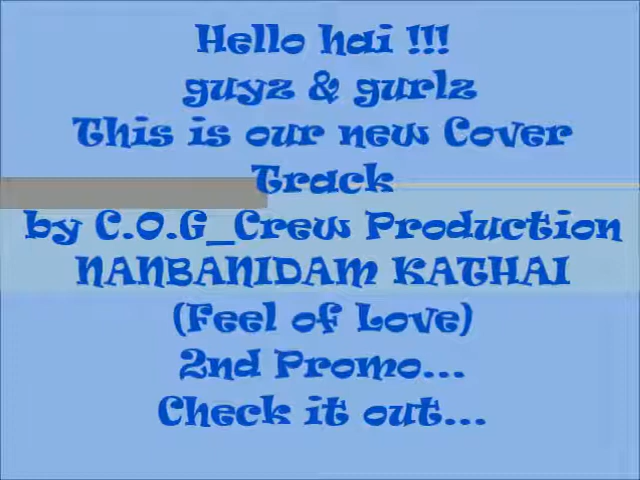 Hello hai !!!
guyz & gurlz
This is our new Cover
Track
by C.O.G_Crew Production
NANBANIDAM KATHAI
(Feel of Love)
2nd Promo...
Check it out...